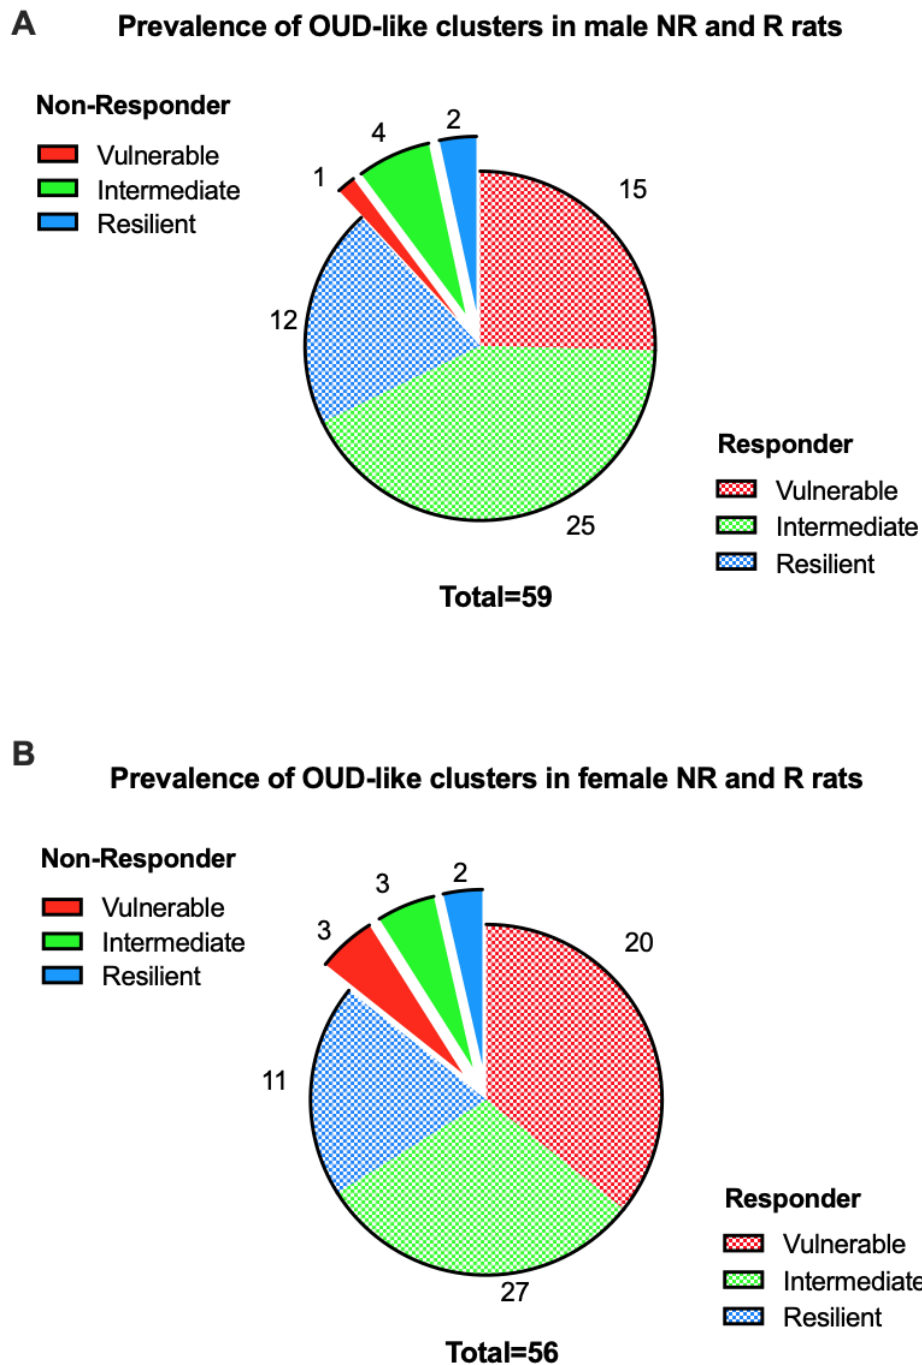 A
Prevalence of OUD-like clusters in male NR and R rats
Non-Responder
Vulnerable
Intermediate
Resilient
1
4
2
15
12
25
Responder
Vulnerable
Intermediate
Resilient
Total=59
B
Prevalence of OUD-like clusters in female NR and R rats
Non-Responder
Vulnerable
Intermediate
Resilient
3
3
2
20
11
27
Responder
Vulnerable
Intermediate
Resilient
Total=56